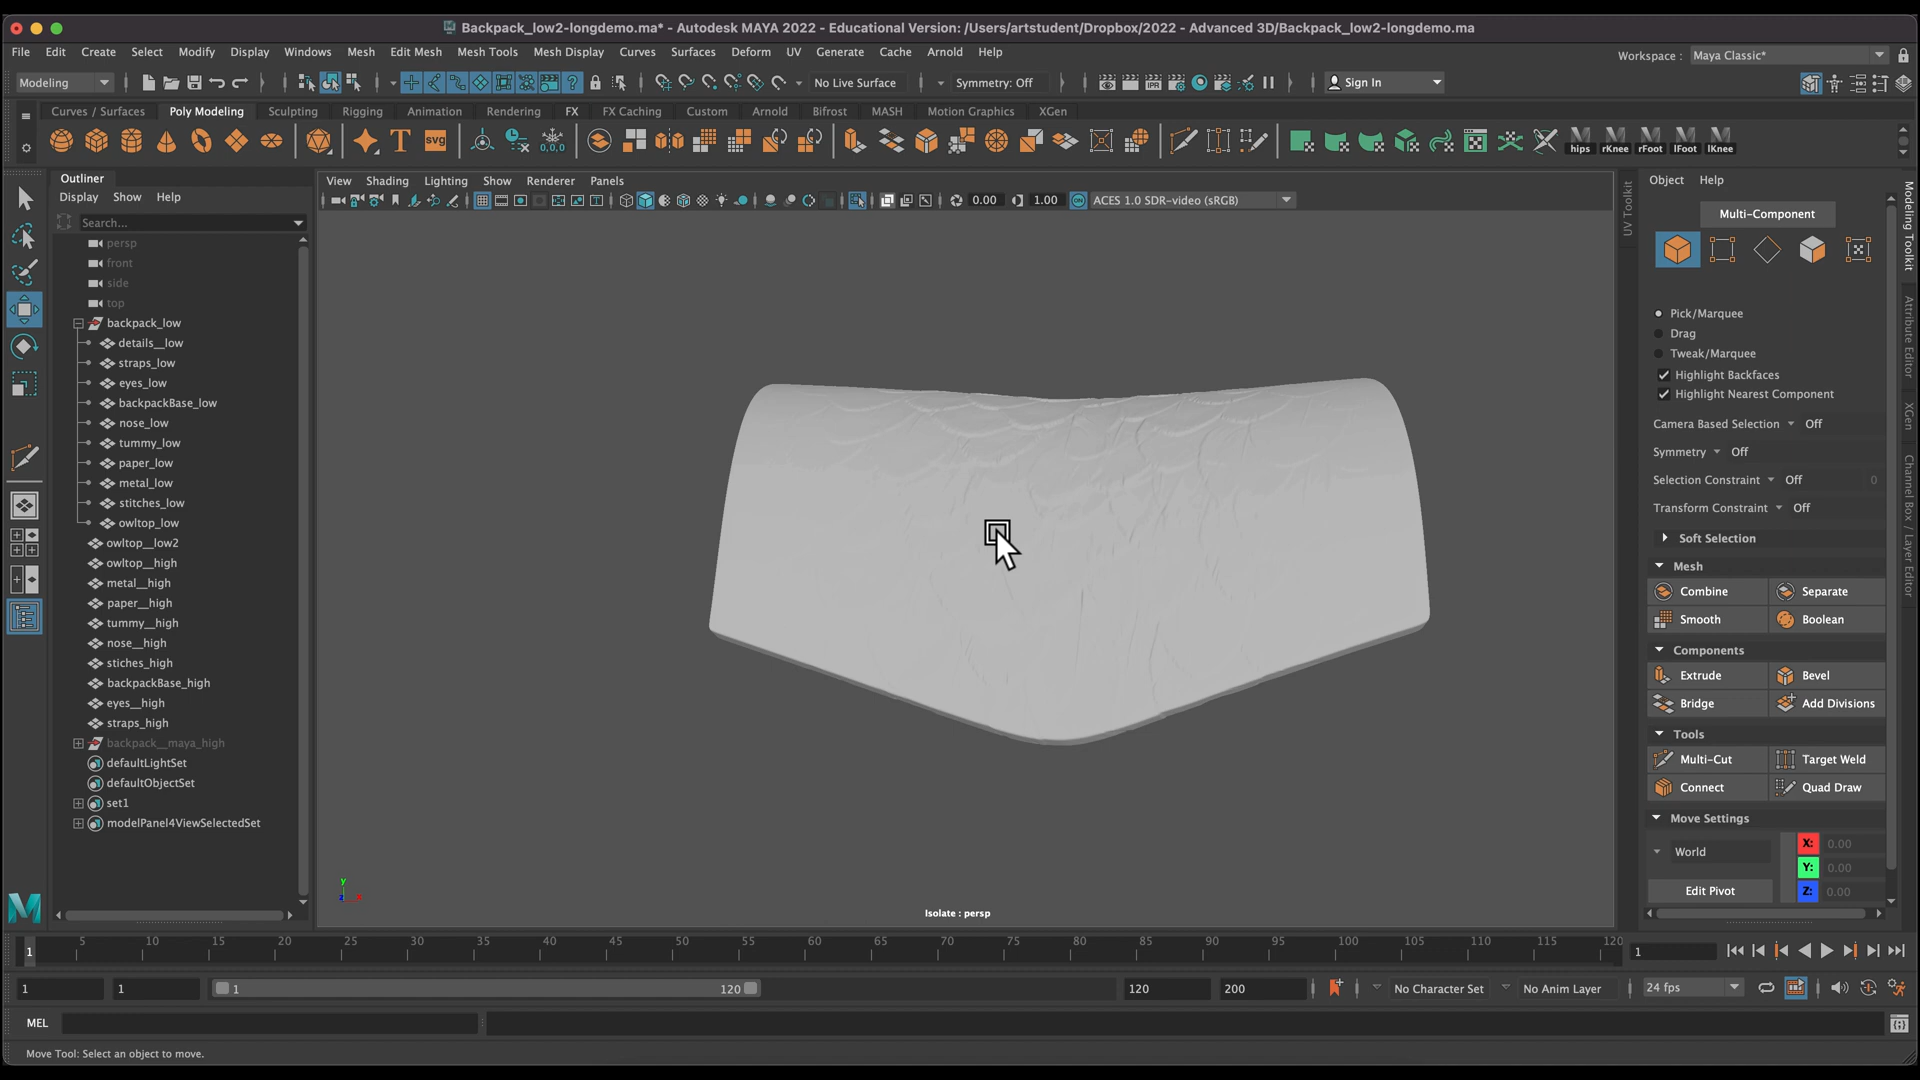 Backpack_low2-longdemo.ma* - Autodesk MAYA 2022 - Educational Version: /Users/artstudent/Dropbox/2022 - Advanced 3D/Backpack_low2-longdemo.ma
File Edit Create Select Modify Display Windows Mesh Edit Mesh Mesh Tools Mesh Display Curves Surfaces Deform UV Generate Cache Arnold Help
Workspace : Maya Classic*
Modeling No Live Surface Symmetry: Off Sign In
Curves / Surfaces Poly Modeling Sculpting Rigging Animation Rendering FX FX Caching Custom Arnold Bifrost MASH Motion Graphics XGen
T SVG 0,0,0 IPR
hips rKnee rFoot lFoot lKnee
Outliner
Display Show Help
Search...
persp
front
side
top
backpack_low
details__low
straps_low
eyes_low
backpackBase_low
nose_low
tummy_low
paper_low
metal_low
stitches_low
owltop_low
owltop__low2
owltop__high
metal__high
paper__high
tummy__high
nose__high
stiches_high
backpackBase_high
eyes__high
straps_high
backpack__maya_high
defaultLightSet
defaultObjectSet
set1
modelPanel4ViewSelectedSet
View Shading Lighting Show Renderer Panels
0.00 1.00 ON ACES 1.0 SDR-video (sRGB)
y
z x
Isolate : persp
UV Toolkit
Object Help
Multi-Component
Pick/Marquee
Drag
Tweak/Marquee
Highlight Backfaces
Highlight Nearest Component
Camera Based Selection Off
Symmetry Off
Selection Constraint Off 0
Transform Constraint Off
Soft Selection
Mesh
Combine Separate
Smooth Boolean
Components
Extrude Bevel
Bridge Add Divisions
Tools
Multi-Cut Target Weld
Connect Quad Draw
Move Settings
World X: 0.00
Y: 0.00
Edit Pivot Z: 0.00
Modeling Toolkit
Attribute Editor
XGen
Channel Box / Layer Editor
1 5 10 15 20 25 30 35 40 45 50 55 60 65 70 75 80 85 90 95 100 105 110 115 120 1
1 1 1 120 120 200 No Character Set No Anim Layer 24 fps
MEL
Move Tool: Select an object to move.